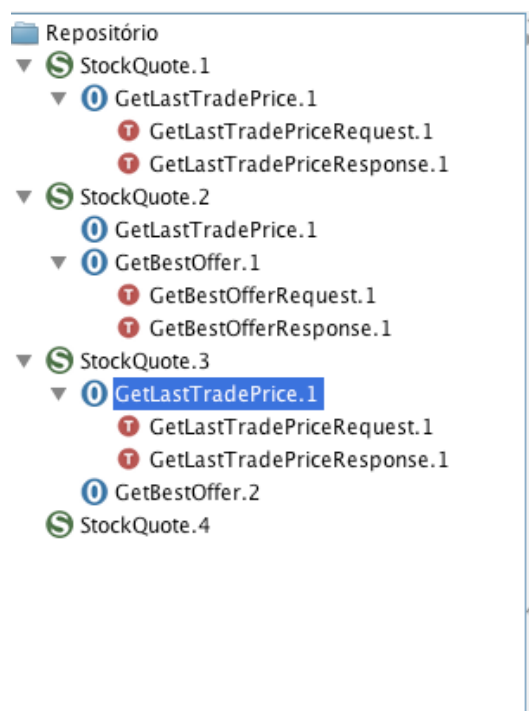 Repositório
S StockQuote.1
O GetLastTradePrice.1
T GetLastTradePriceRequest.1
T GetLastTradePriceResponse.1
S StockQuote.2
O GetLastTradePrice.1
O GetBestOffer.1
T GetBestOfferRequest.1
T GetBestOfferResponse.1
S StockQuote.3
O GetLastTradePrice.1
T GetLastTradePriceRequest.1
T GetLastTradePriceResponse.1
O GetBestOffer.2
S StockQuote.4